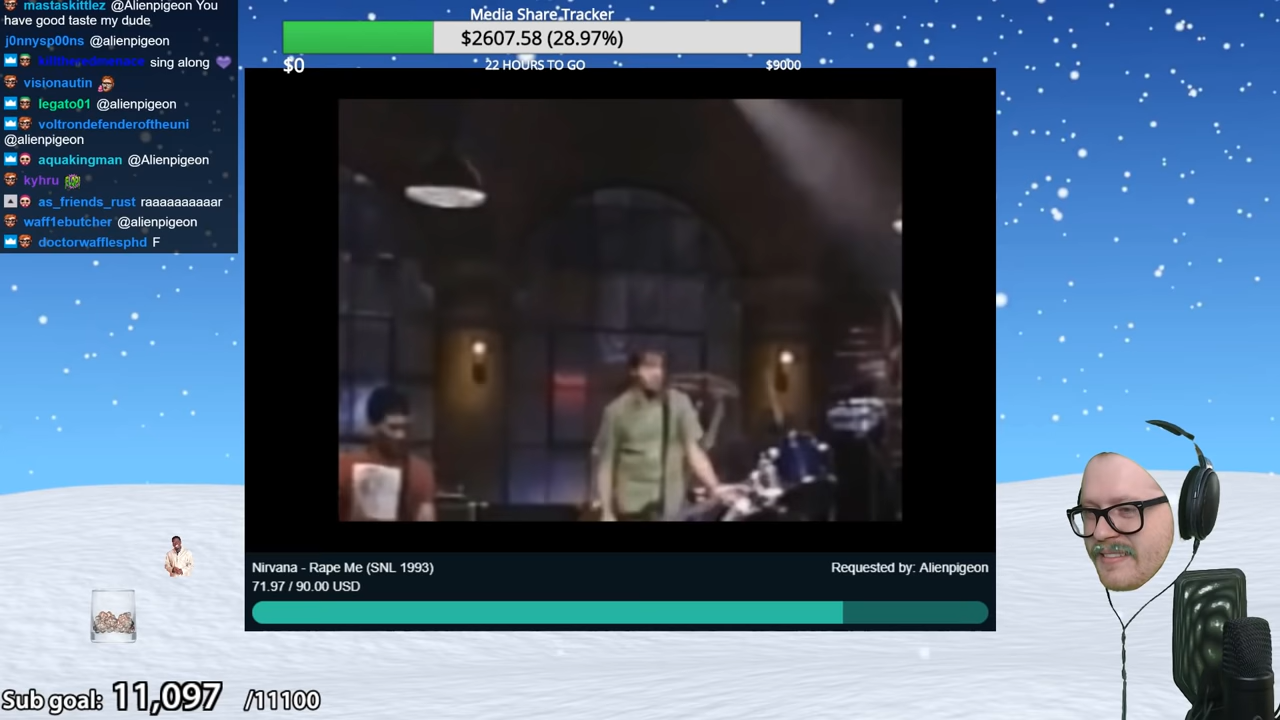 mastaskittlez @Alienpigeon You
have good taste my dude
j0nnysp00ns @alienpigeon
sing along
visionautin
legato01 @alienpigeon
voltrondefenderoftheuni
@alienpigeon
aquakingman @Alienpigeon
kyhru
as_friends_rust raaaaaaaaaar
waff1ebutcher @alienpigeon
doctorwafflesphd F
Media Share Tracker
$2607.58 (28.97%)
$0
22 HOURS TO GO
$9000
Nirvana - Rape Me (SNL 1993)
Requested by: Alienpigeon
71.97 / 90.00 USD
Sub goal: 11,097 /11100